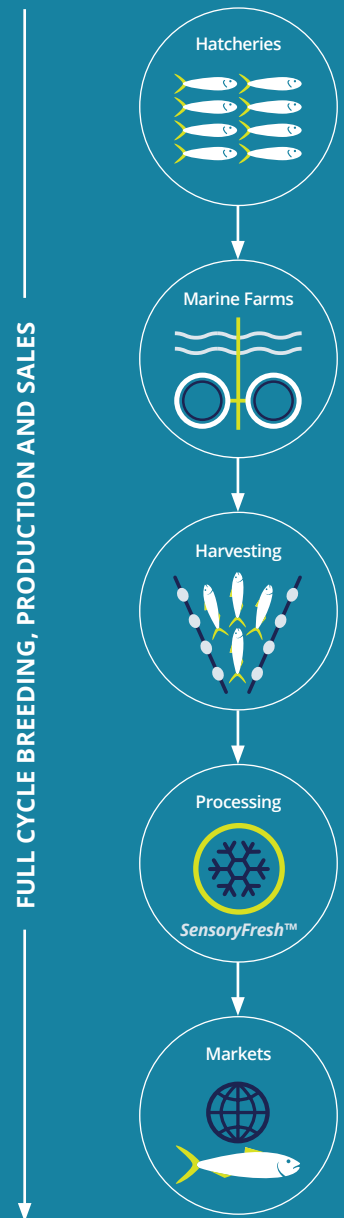 FULL CYCLE BREEDING, PRODUCTION AND SALES
Hatcheries
Marine Farms
Harvesting
Processing
SensoryFresh™
Markets